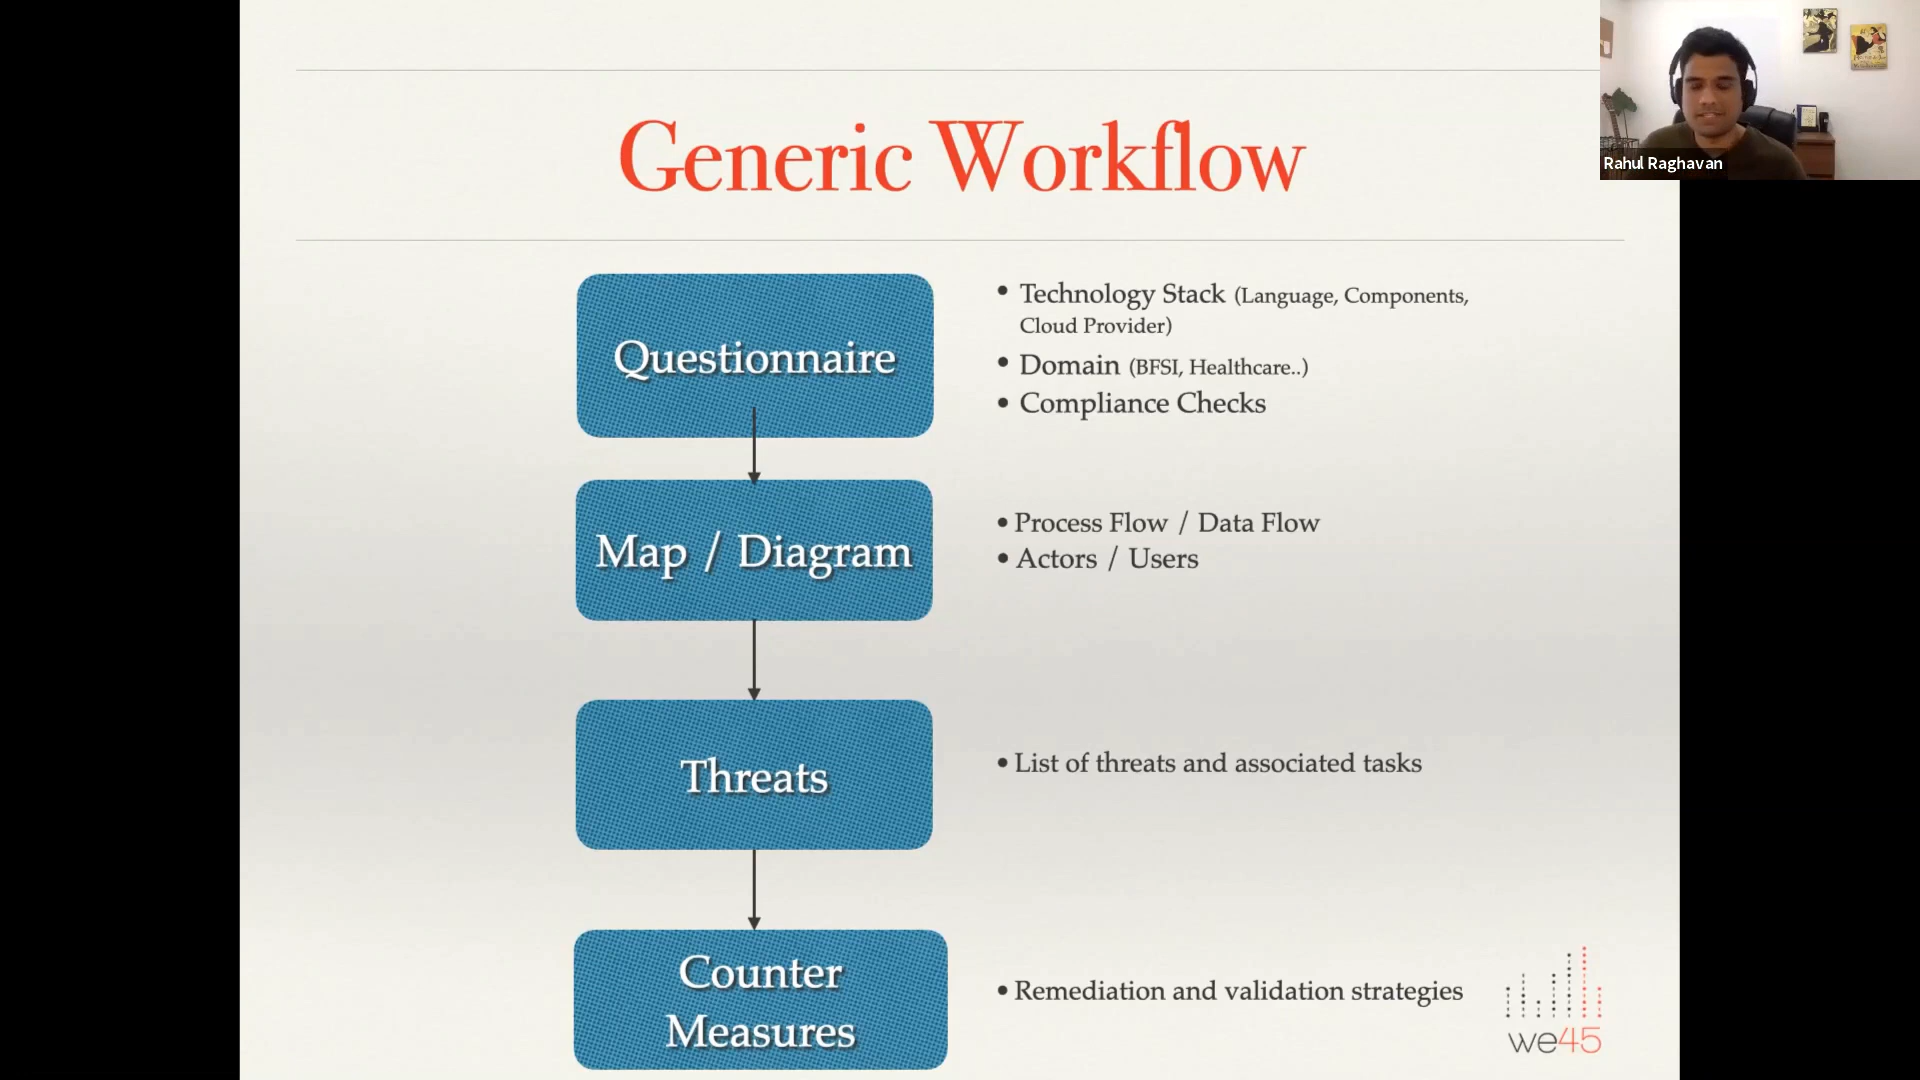 Generic Workflow
Rahul Raghavan
Questionnaire
• Technology Stack (Language, Components,
Cloud Provider)
• Domain (BFSI, Healthcare..)
• Compliance Checks
Map / Diagram
• Process Flow / Data Flow
• Actors / Users
Threats
• List of threats and associated tasks
Counter
Measures
• Remediation and validation strategies
we45